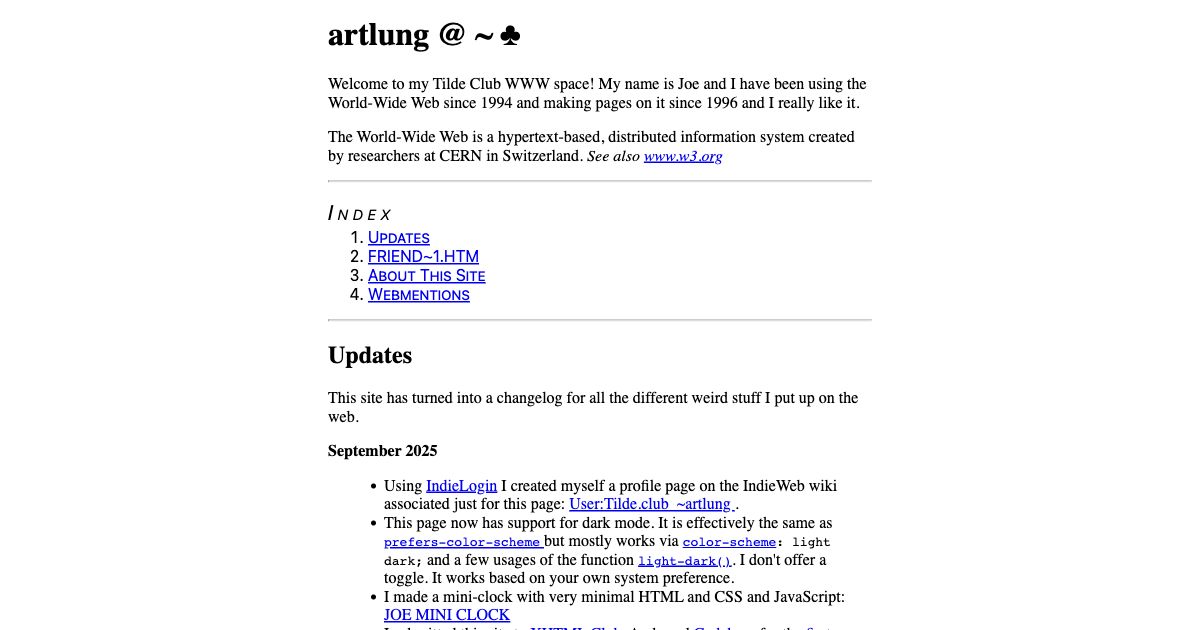 artlung @ ~ ♣
Welcome to my Tilde Club WWW space! My name is Joe and I have been using the
World-Wide Web since 1994 and making pages on it since 1996 and I really like it.
The World-Wide Web is a hypertext-based, distributed information system created
by researchers at CERN in Switzerland. See also www.w3.org
Index
1. Updates
2. FRIEND~1.HTM
3. About This Site
4. Webmentions
Updates
This site has turned into a changelog for all the different weird stuff I put up on the
web.
September 2025
• Using IndieLogin I created myself a profile page on the IndieWeb wiki
associated just for this page: User:Tilde.club_~artlung .
• This page now has support for dark mode. It is effectively the same as
prefers-color-scheme but mostly works via color-scheme: light
dark; and a few usages of the function light-dark(). I don't offer a
toggle. It works based on your own system preference.
• I made a mini-clock with very minimal HTML and CSS and JavaScript:
JOE MINI CLOCK